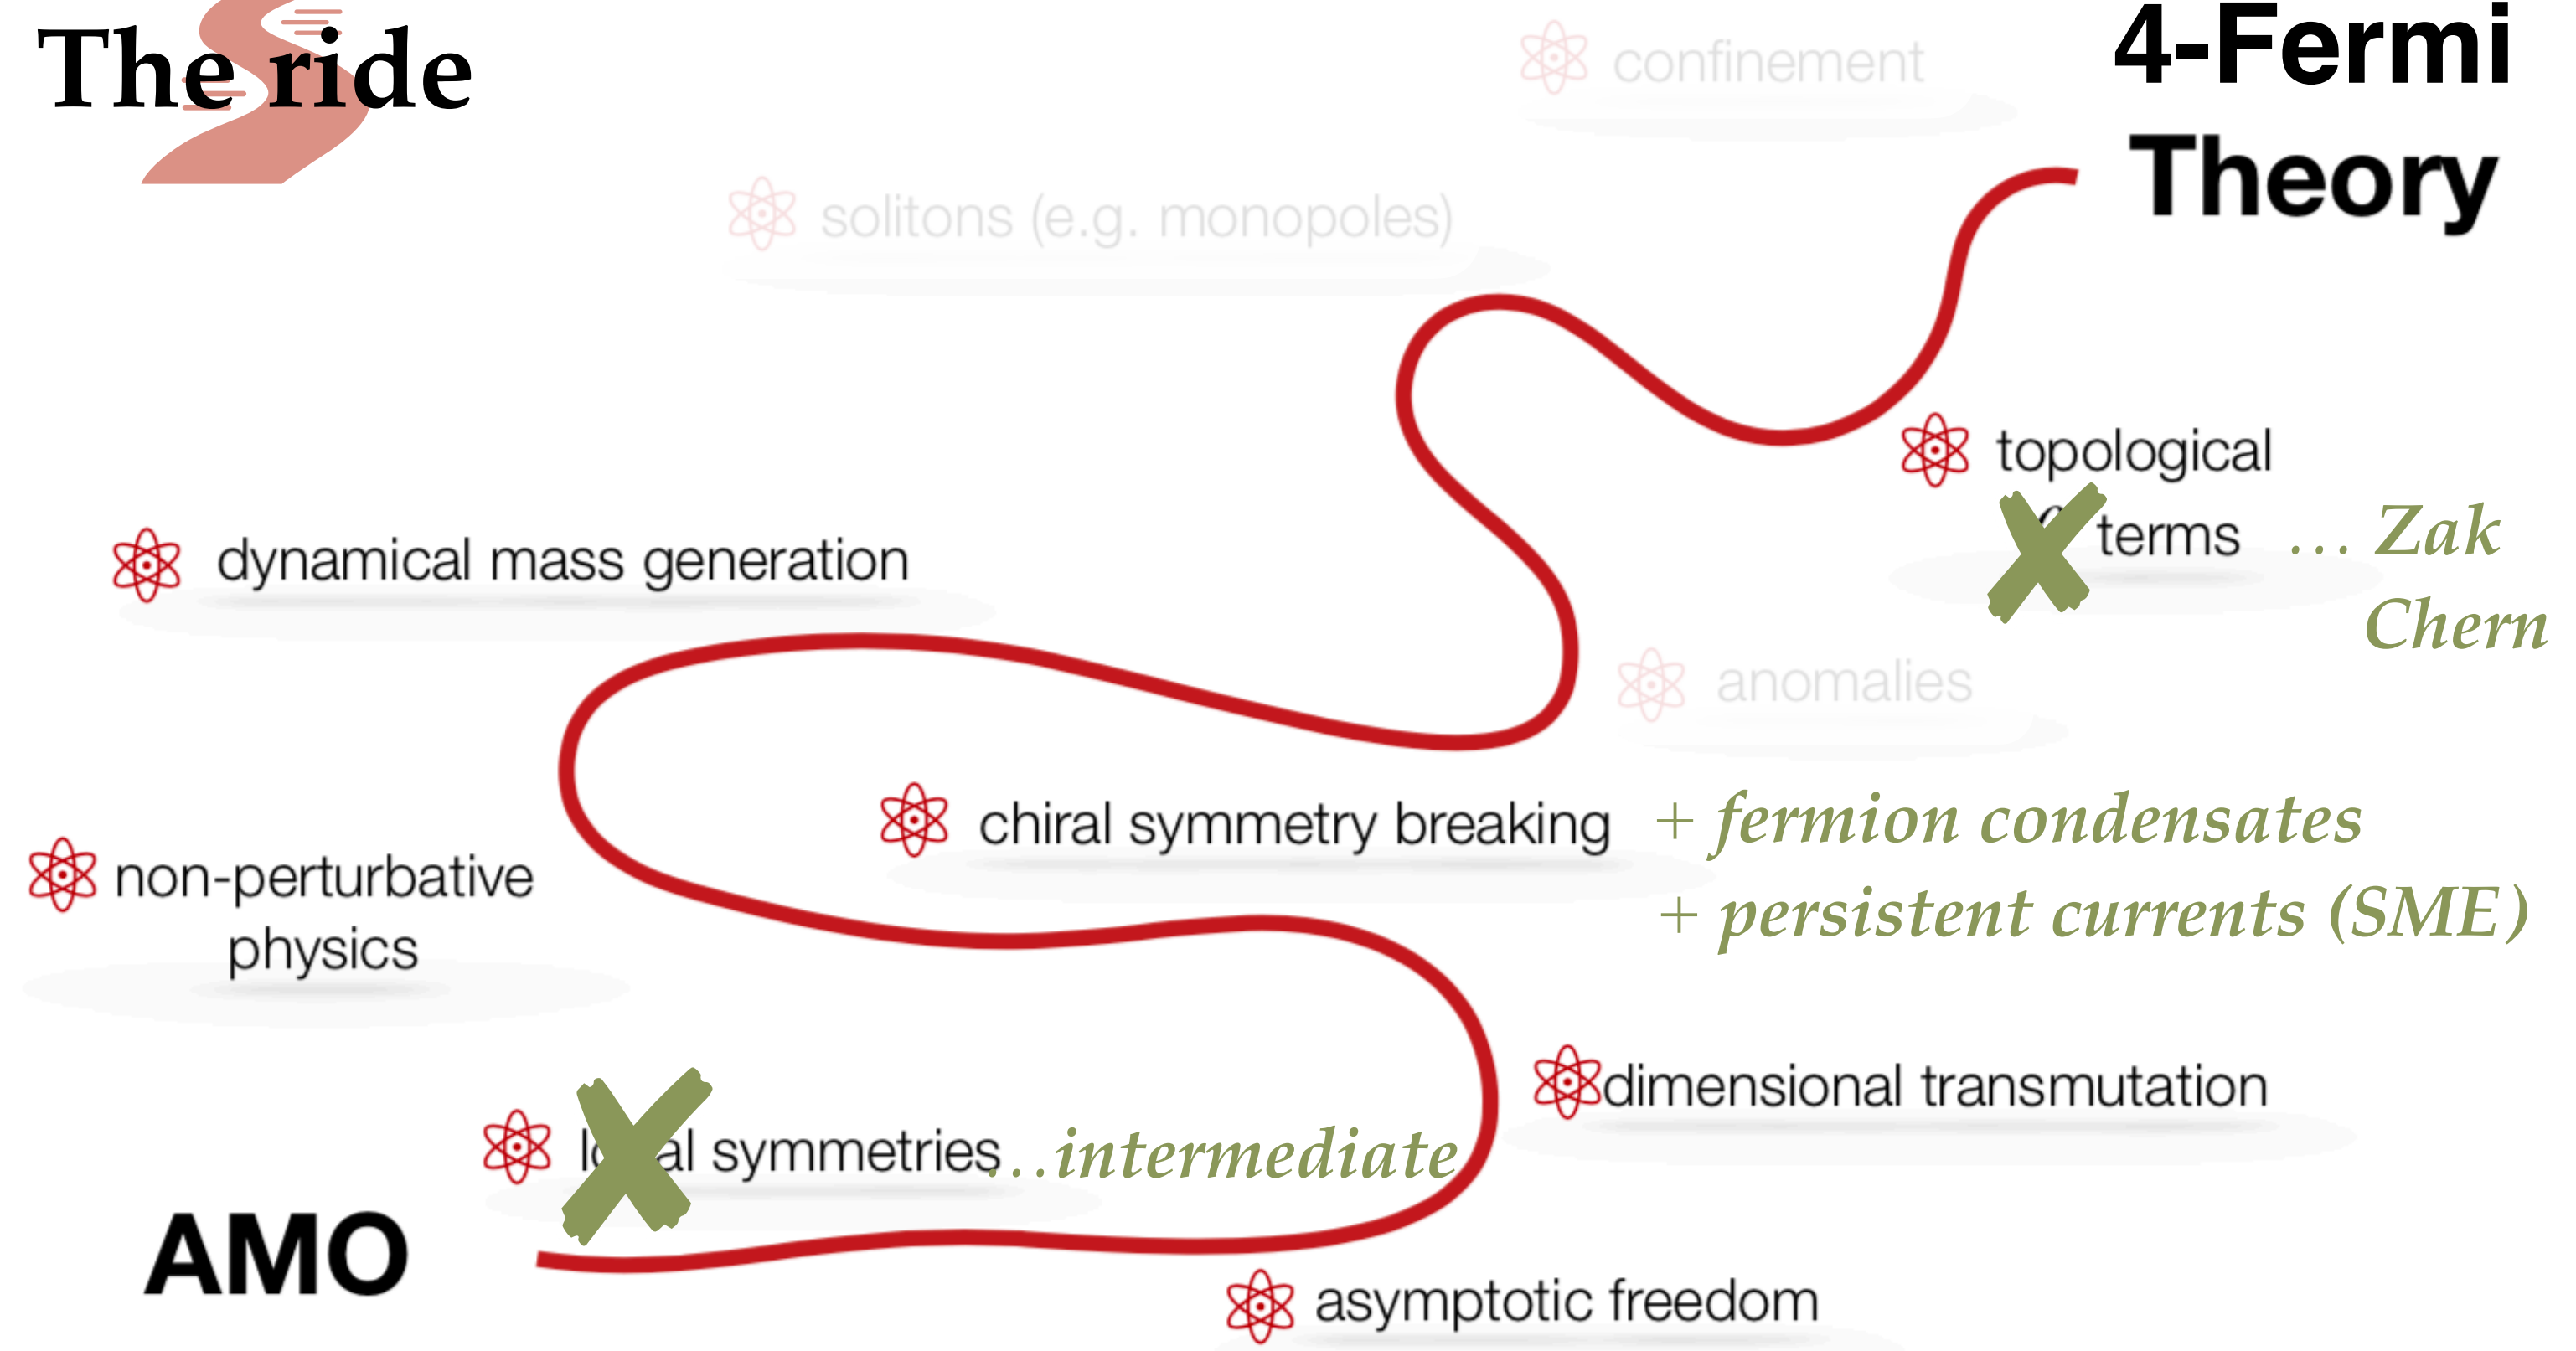 The ride
4-Fermi
Theory
confinement
solitons (e.g. monopoles)
topological
terms ... Zak
Chern
dynamical mass generation
anomalies
chiral symmetry breaking + fermion condensates
+ persistent currents (SME)
non-perturbative
physics
dimensional transmutation
local symmetries ...intermediate
AMO
asymptotic freedom